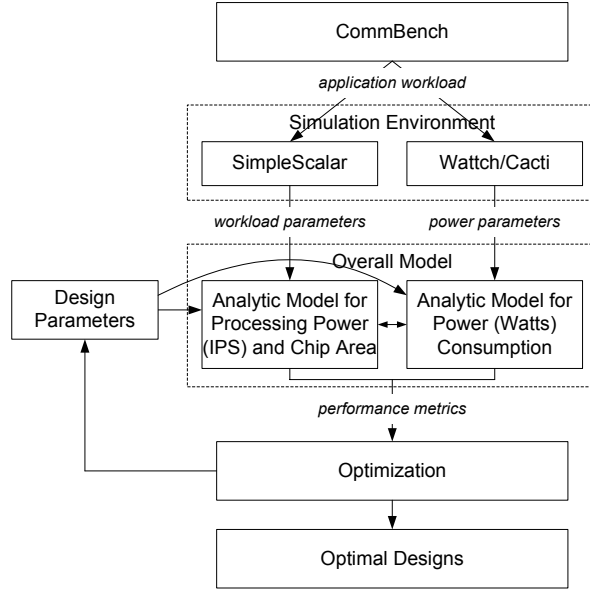 CommBench
application workload
Simulation Environment
SimpleScalar
Wattch/Cacti
workload parameters
power parameters
Overall Model
Design
Parameters
Analytic Model for
Processing Power
(IPS) and Chip Area
Analytic Model for
Power (Watts)
Consumption
performance metrics
Optimization
Optimal Designs